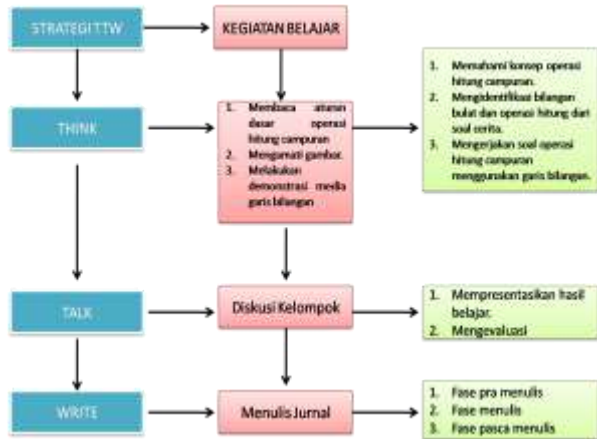 STRATEGI TTW
KEGIATAN BELAJAR
THINK
1. Membaca aturan
dasar operasi
hitung campuran
2. Mengamati gambar.
3. Melakukan
demonstrasi media
garis bilangan
1. Memahami konsep operasi
hitung campuran.
2. Mengidentifikasi bilangan
bulat dan operasi hitung dari
soal cerita.
3. Mengerjakan soal operasi
hitung campuran
menggunakan garis bilangan.
TALK
Diskusi Kelompok
1. Mempresentasikan hasil
belajar.
2. Mengevaluasi
WRITE
Menulis Jurnal
1. Fase pra menulis
2. Fase menulis
3. Fase pasca menulis